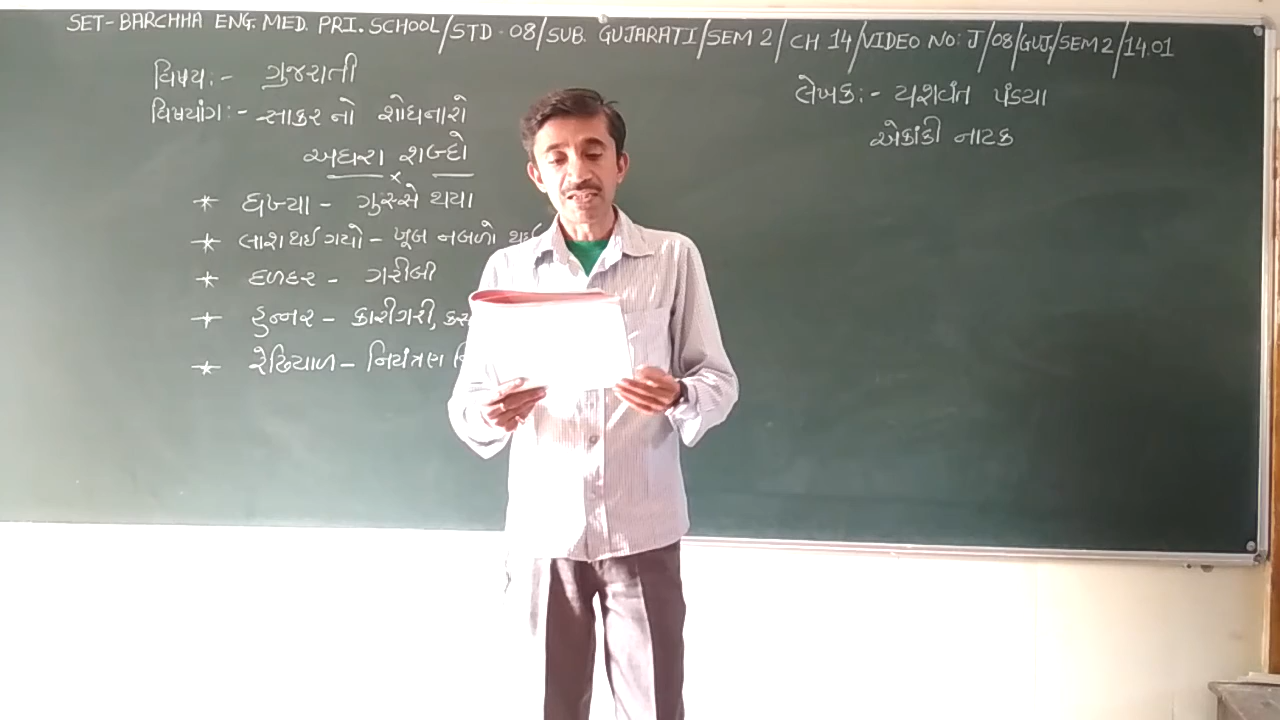 SET-BARCHHA ENG. MED. PRI. SCHOOL/STD-08/SUB. GUJARATI/SEM 2/CH 14/VIDEO NO: J/08/GUJ/SEM2/14.01
વિષય:- ગુજરાતી
વિષયાંગ:- સાકર નો શોધનારો
અઘરા શબ્દો
* ધખ્યા - ગુસ્સે થયા
* લાશ થઈ ગયો - ખૂબ નબળો થઈ
* દળદર - ગરીબી
* હુન્નર - કારીગરી,
* રેઢિયાળ - નિયંત્રણ
લેખક:- યશવંત પંડ્યા
એકાંકી નાટક